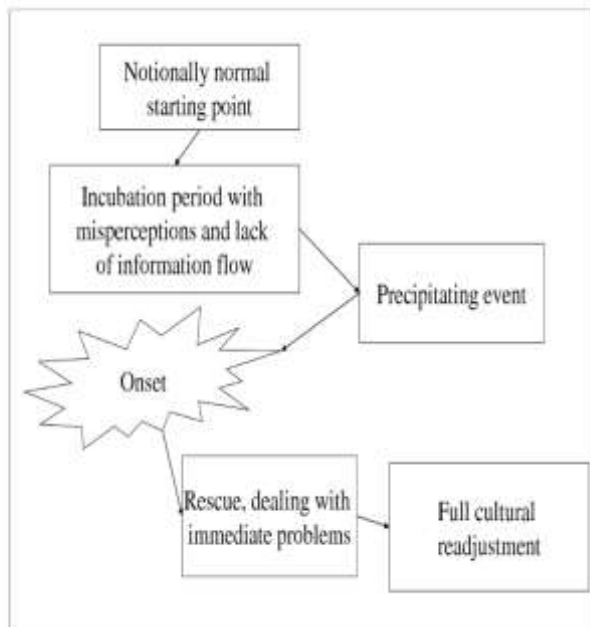 Notionally normal
starting point
Incubation period with
misperceptions and lack
of information flow
Precipitating event
Onset
Rescue, dealing with
immediate problems
Full cultural
readjustment